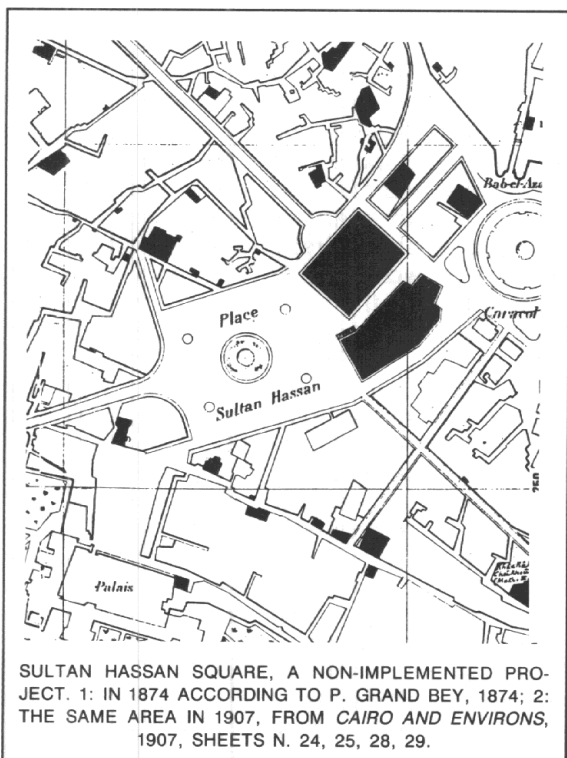 Bab-el-Aza
Caracol
Place
Sultan Hassan
Palais
SULTAN HASSAN SQUARE, A NON-IMPLEMENTED PRO-
JECT. 1: IN 1874 ACCORDING TO P. GRAND BEY, 1874; 2:
THE SAME AREA IN 1907, FROM CAIRO AND ENVIRONS,
1907, SHEETS N. 24, 25, 28, 29.